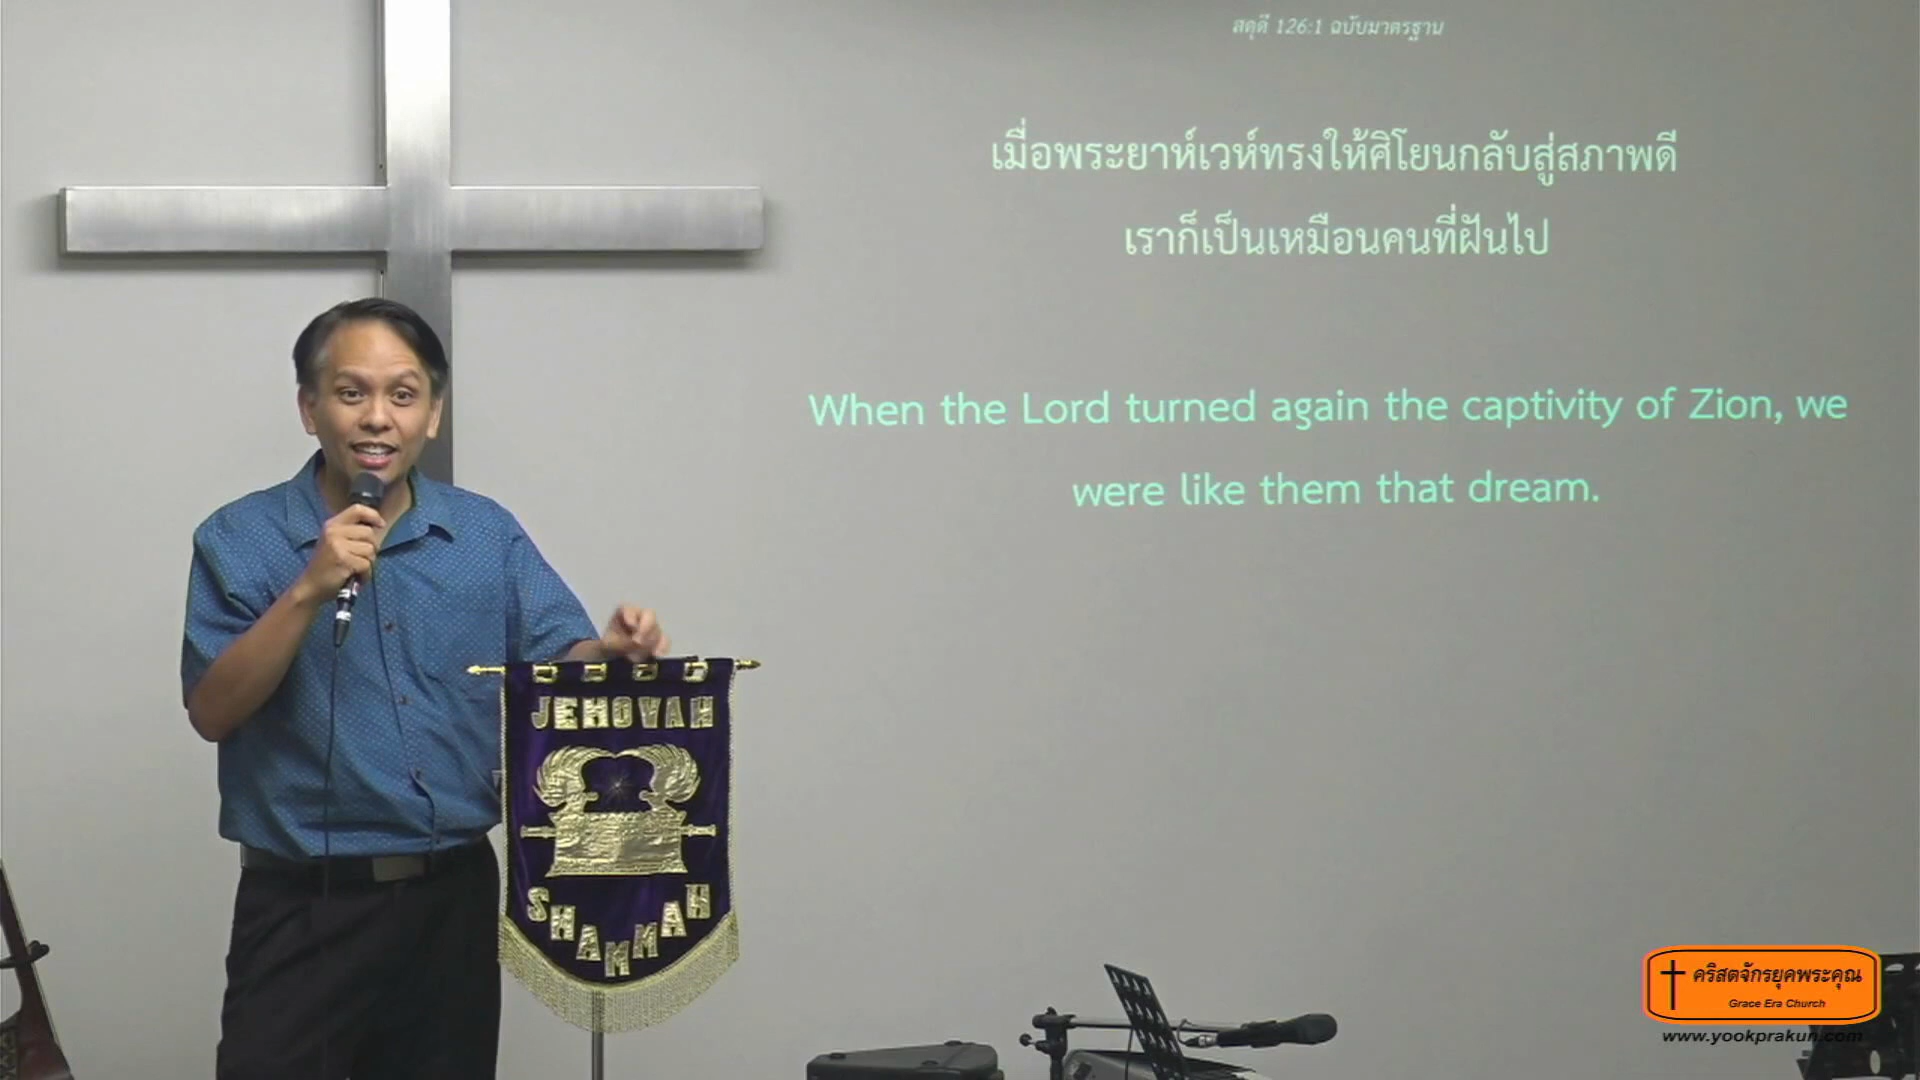 สดุดี 126:1 ฉบับมาตรฐาน
เมื่อพระยาห์เวห์ทรงให้ศิโยนกลับสู่สภาพดี
เราก็เป็นเหมือนคนที่ฝันไป
When the Lord turned again the captivity of Zion, we
were like them that dream.
JEHOVAH
SHAMMAH
คริสตจักรยุคพระคุณ
Grace Era Church
www.yookprakun.com